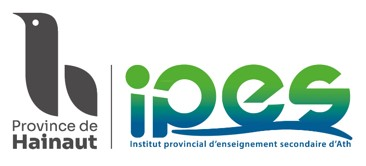 Province de
Hainaut
ipes
Institut provincial d'enseignement secondaire d'Ath